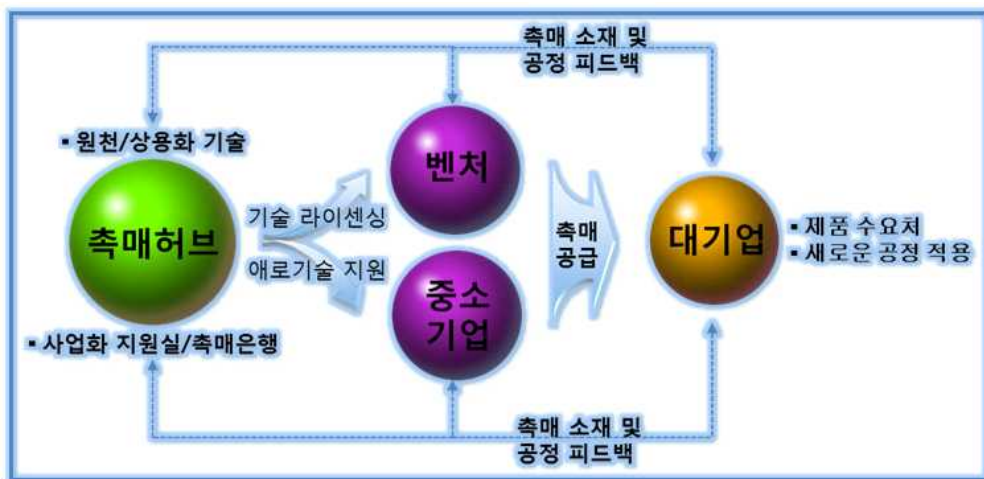 촉매 소재 및
공정 피드백
▪ 원천/상용화 기술
벤처
촉매허브
기술 라이센싱
애로기술 지원
촉매
공급
대기업
▪ 제품 수요처
▪ 새로운 공정 적용
중소
기업
▪ 사업화 지원실/촉매은행
촉매 소재 및
공정 피드백